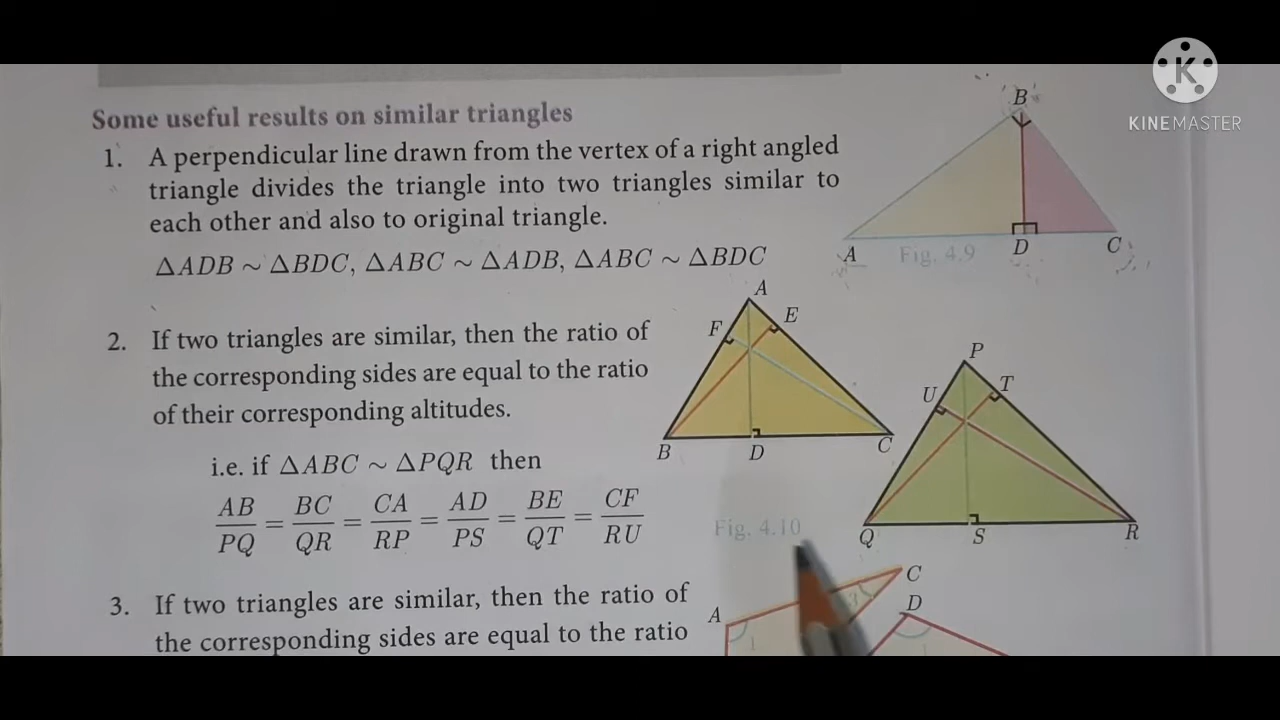 KINEMASTER
Some useful results on similar triangles
1. A perpendicular line drawn from the vertex of a right angled
triangle divides the triangle into two triangles similar to
each other and also to original triangle.
∆ADB ~ ∆BDC, ∆ABC ~ ∆ADB, ∆ABC ~ ∆BDC
B
A
Fig. 4.9
D
C
2. If two triangles are similar, then the ratio of
the corresponding sides are equal to the ratio
of their corresponding altitudes.
i.e. if ∆ABC ~ ∆PQR then
AB/PQ = BC/QR = CA/RP = AD/PS = BE/QT = CF/RU
A
F
E
B
D
C
P
U
T
Q
S
R
Fig. 4.10
3. If two triangles are similar, then the ratio of
the corresponding sides are equal to the ratio
A
C
D